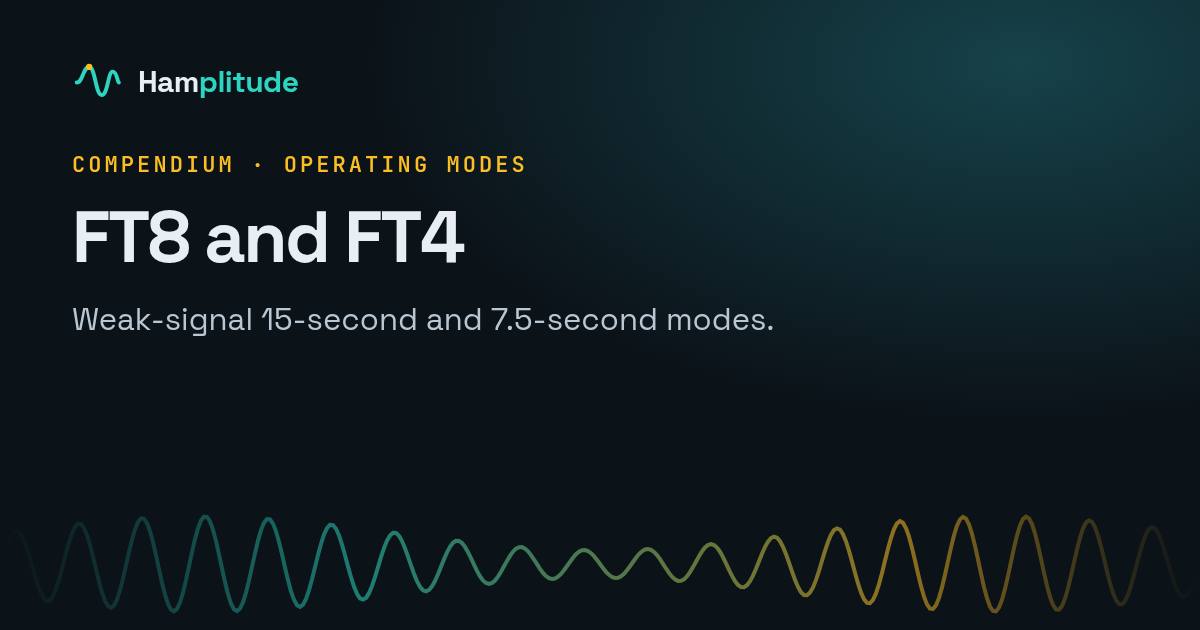 Hamplitude
COMPENDIUM · OPERATING MODES
FT8 and FT4
Weak-signal 15-second and 7.5-second modes.